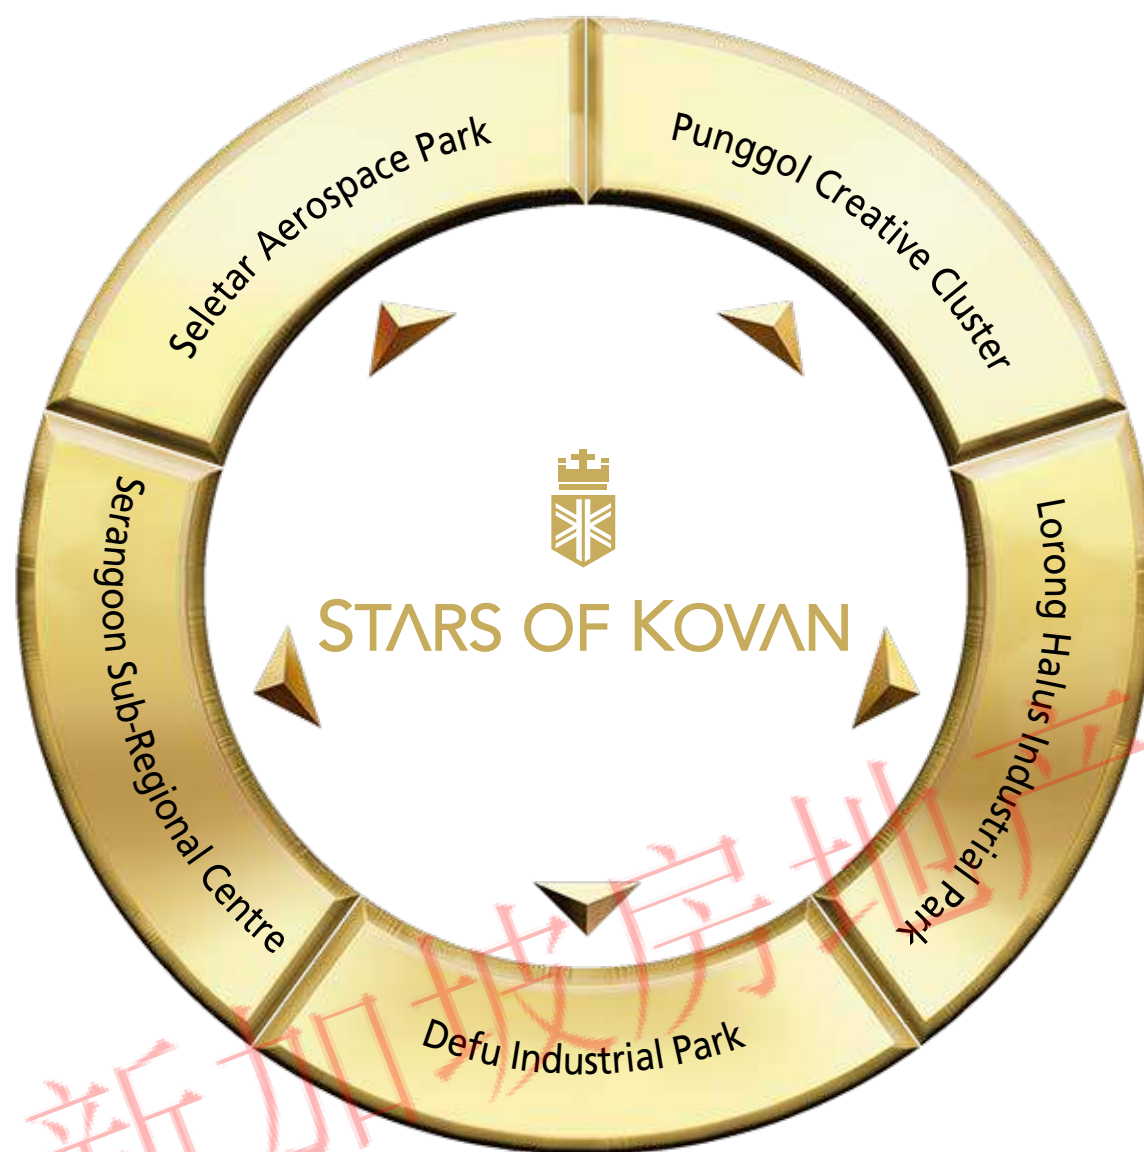 Seletar Aerospace Park
Punggol Creative Cluster
Lorong Halus Industrial Park
Defu Industrial Park
Serangoon Sub-Regional Centre
STARS OF KOVAN
新加坡房地产